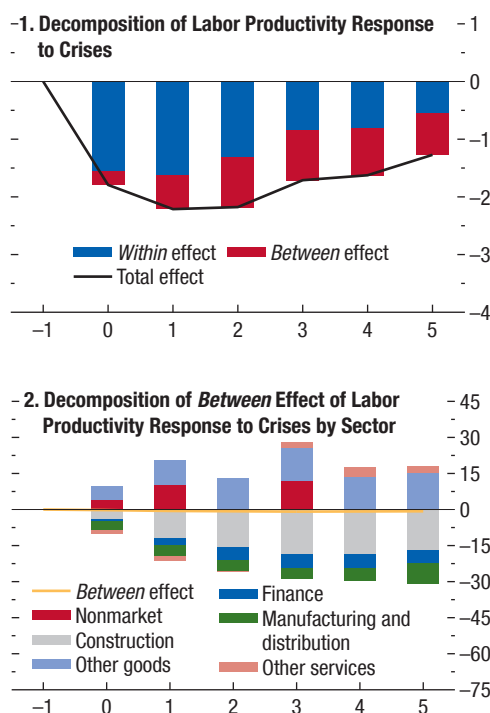 1. Decomposition of Labor Productivity Response
to Crises
1
0
–1
–2
–3
–4
Within effect Between effect
Total effect
–1 0 1 2 3 4 5
2. Decomposition of Between Effect of Labor
Productivity Response to Crises by Sector
45
30
15
0
–15
–30
–45
–60
–75
Between effect
Nonmarket
Construction
Other goods
Finance
Manufacturing and
distribution
Other services
–1 0 1 2 3 4 5